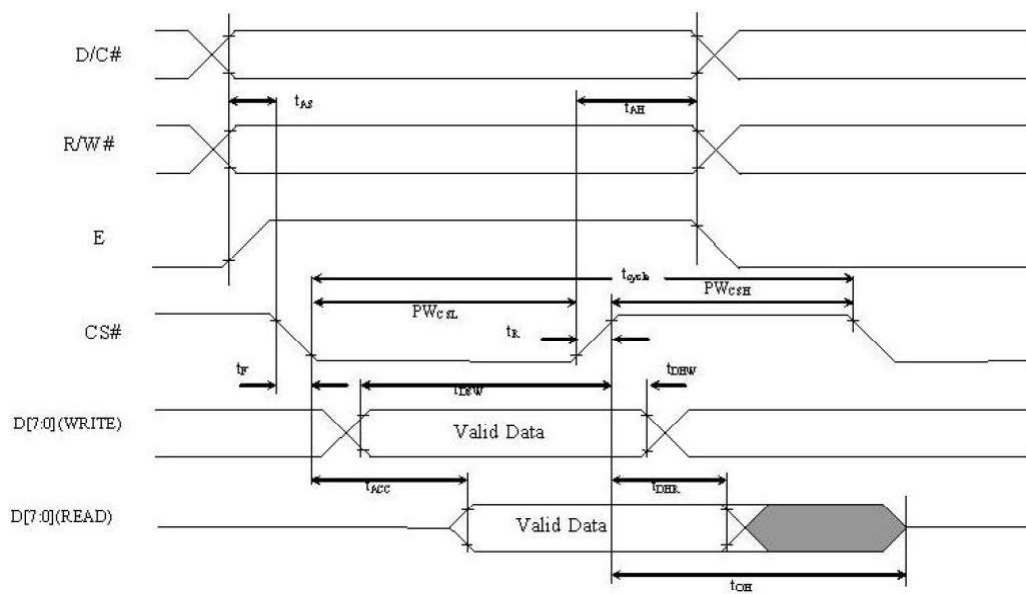 D/C#
tAS
tAH
R/W#
E
tcycle
PWCSL
PWCSH
CS#
tR
tF
tDSW
tDHW
D[7:0](WRITE)
Valid Data
tACC
tDHR
D[7:0](READ)
Valid Data
tOH